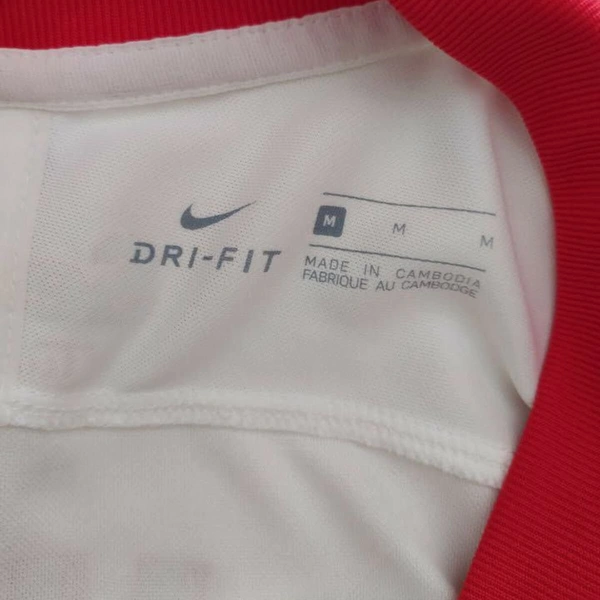 DRI-FIT
M M M
MADE IN CAMBODIA
FABRIQUE AU CAMBODGE